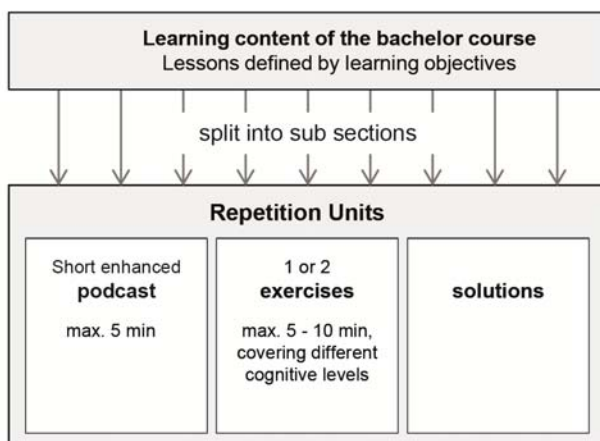 Learning content of the bachelor course
Lessons defined by learning objectives
split into sub sections
Repetition Units
Short enhanced
podcast
max. 5 min
1 or 2
exercises
max. 5 - 10 min,
covering different
cognitive levels
solutions